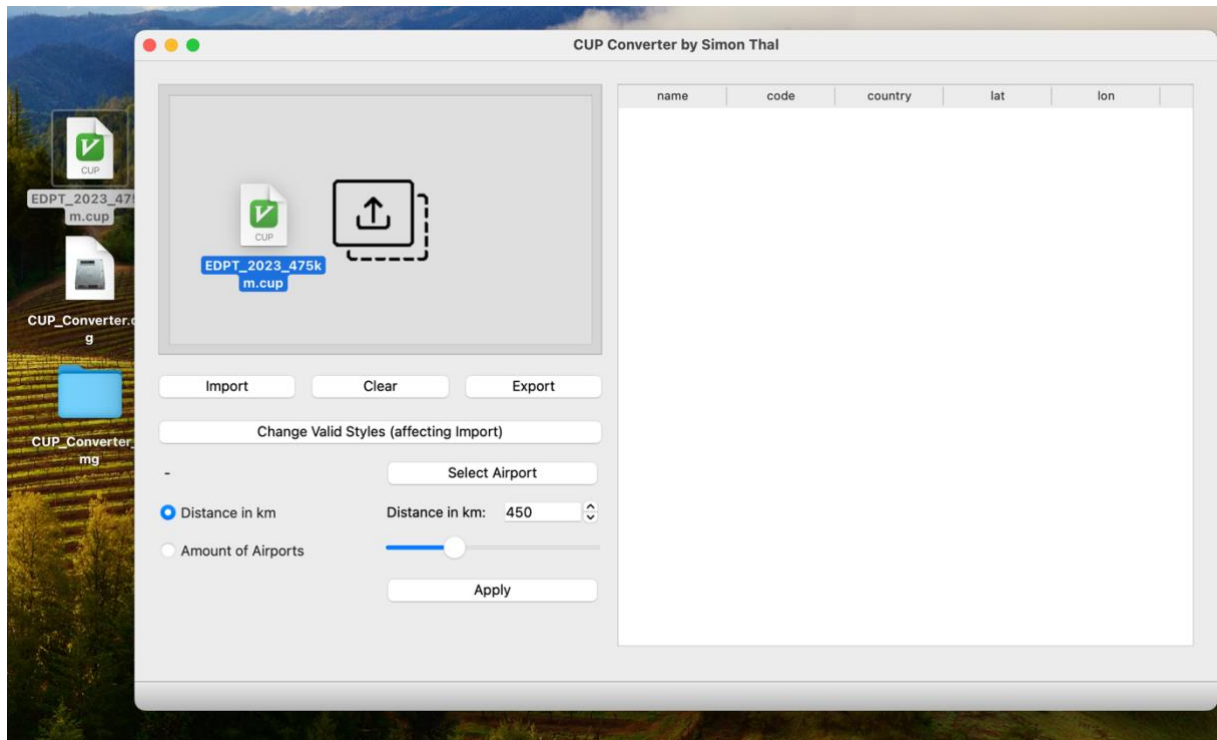 CUP Converter by Simon Thal
CUP
EDPT_2023_475
m.cup
CUP_Converter.
g
CUP_Converter_
mg
CUP
EDPT_2023_475k
m.cup
Import
Clear
Export
Change Valid Styles (affecting Import)
-
Select Airport
Distance in km
Distance in km:
450
Amount of Airports
Apply
name
code
country
lat
lon